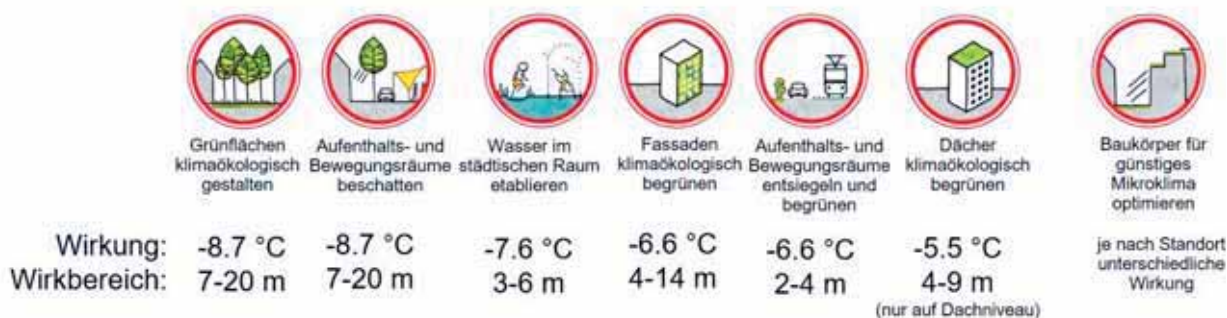 Grünflächen
klimaökologisch
gestalten
Aufenthalts- und
Bewegungsräume
beschatten
Wasser im
städtischen Raum
etablieren
Fassaden
klimaökologisch
begrünen
Aufenthalts- und
Bewegungsräume
entsiegeln und
begrünen
Dächer
klimaökologisch
begrünen
Baukörper für
günstiges
Mikroklima
optimieren
Wirkung: -8.7 °C -8.7 °C -7.6 °C -6.6 °C -6.6 °C -5.5 °C
Wirkbereich: 7-20 m 7-20 m 3-6 m 4-14 m 2-4 m 4-9 m
(nur auf Dachniveau)
je nach Standort
unterschiedliche
Wirkung